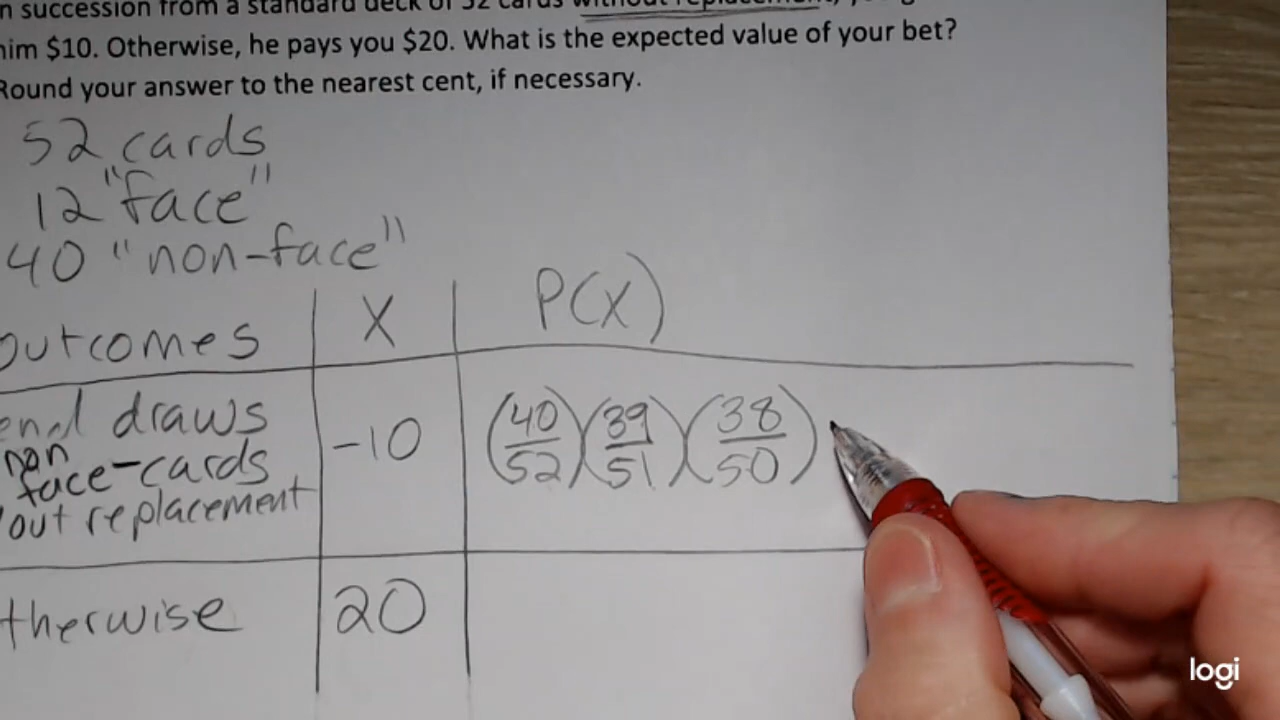 n succession from a standard deck of 52 cards without replacement, you g
him $10. Otherwise, he pays you $20. What is the expected value of your bet?
Round your answer to the nearest cent, if necessary.
52 cards
12 "face"
40 "non-face"
outcomes X P(X)
end draws
non
face-cards
-10 (40/52)(39/51)(38/50)
'out replacement
therwise 20
logi